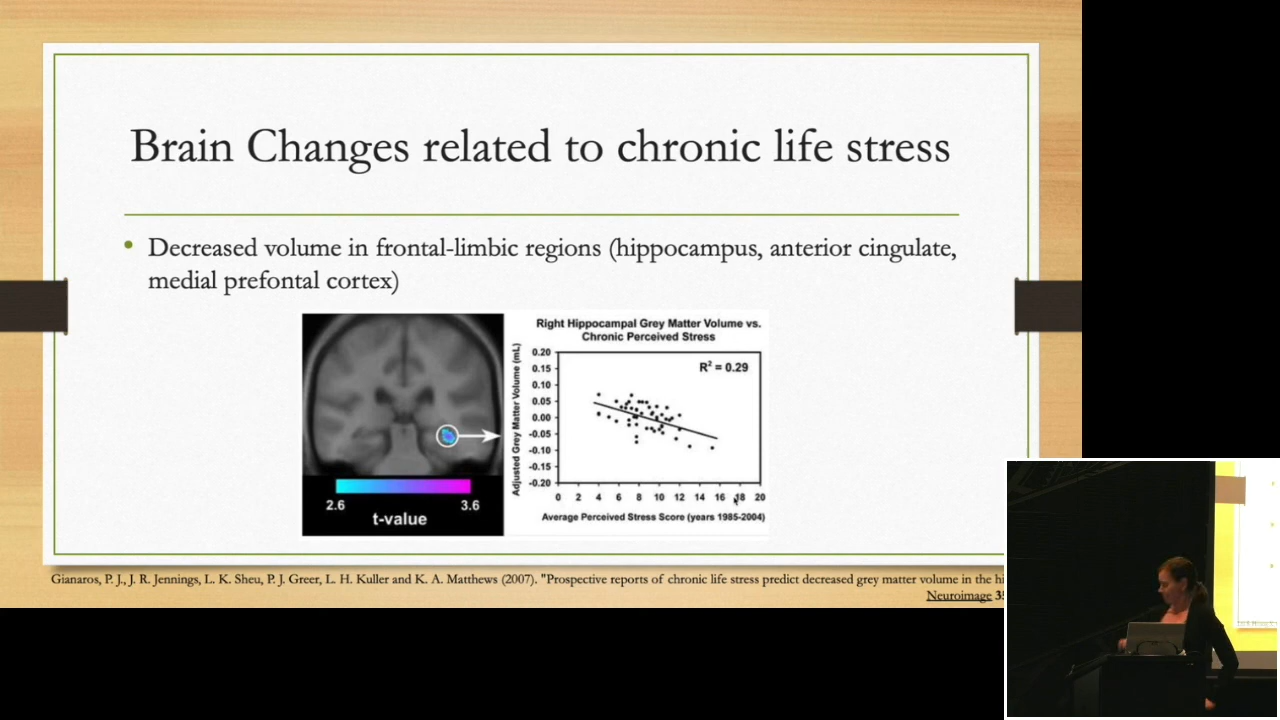 Brain Changes related to chronic life stress
• Decreased volume in frontal-limbic regions (hippocampus, anterior cingulate,
medial prefontal cortex)
2.6 3.6
t-value
Right Hippocampal Grey Matter Volume vs.
Chronic Perceived Stress
Adjusted Grey Matter Volume (mL)
R² = 0.29
0.20
0.15
0.10
0.05
0.00
-0.05
-0.10
-0.15
-0.20
0 2 4 6 8 10 12 14 16 18 20
Average Perceived Stress Score (years 1985-2004)
Gianaros, P. J., J. R. Jennings, L. K. Sheu, P. J. Greer, L. H. Kuller and K. A. Matthews (2007). "Prospective reports of chronic life stress predict decreased grey matter volume in the
Neuroimage